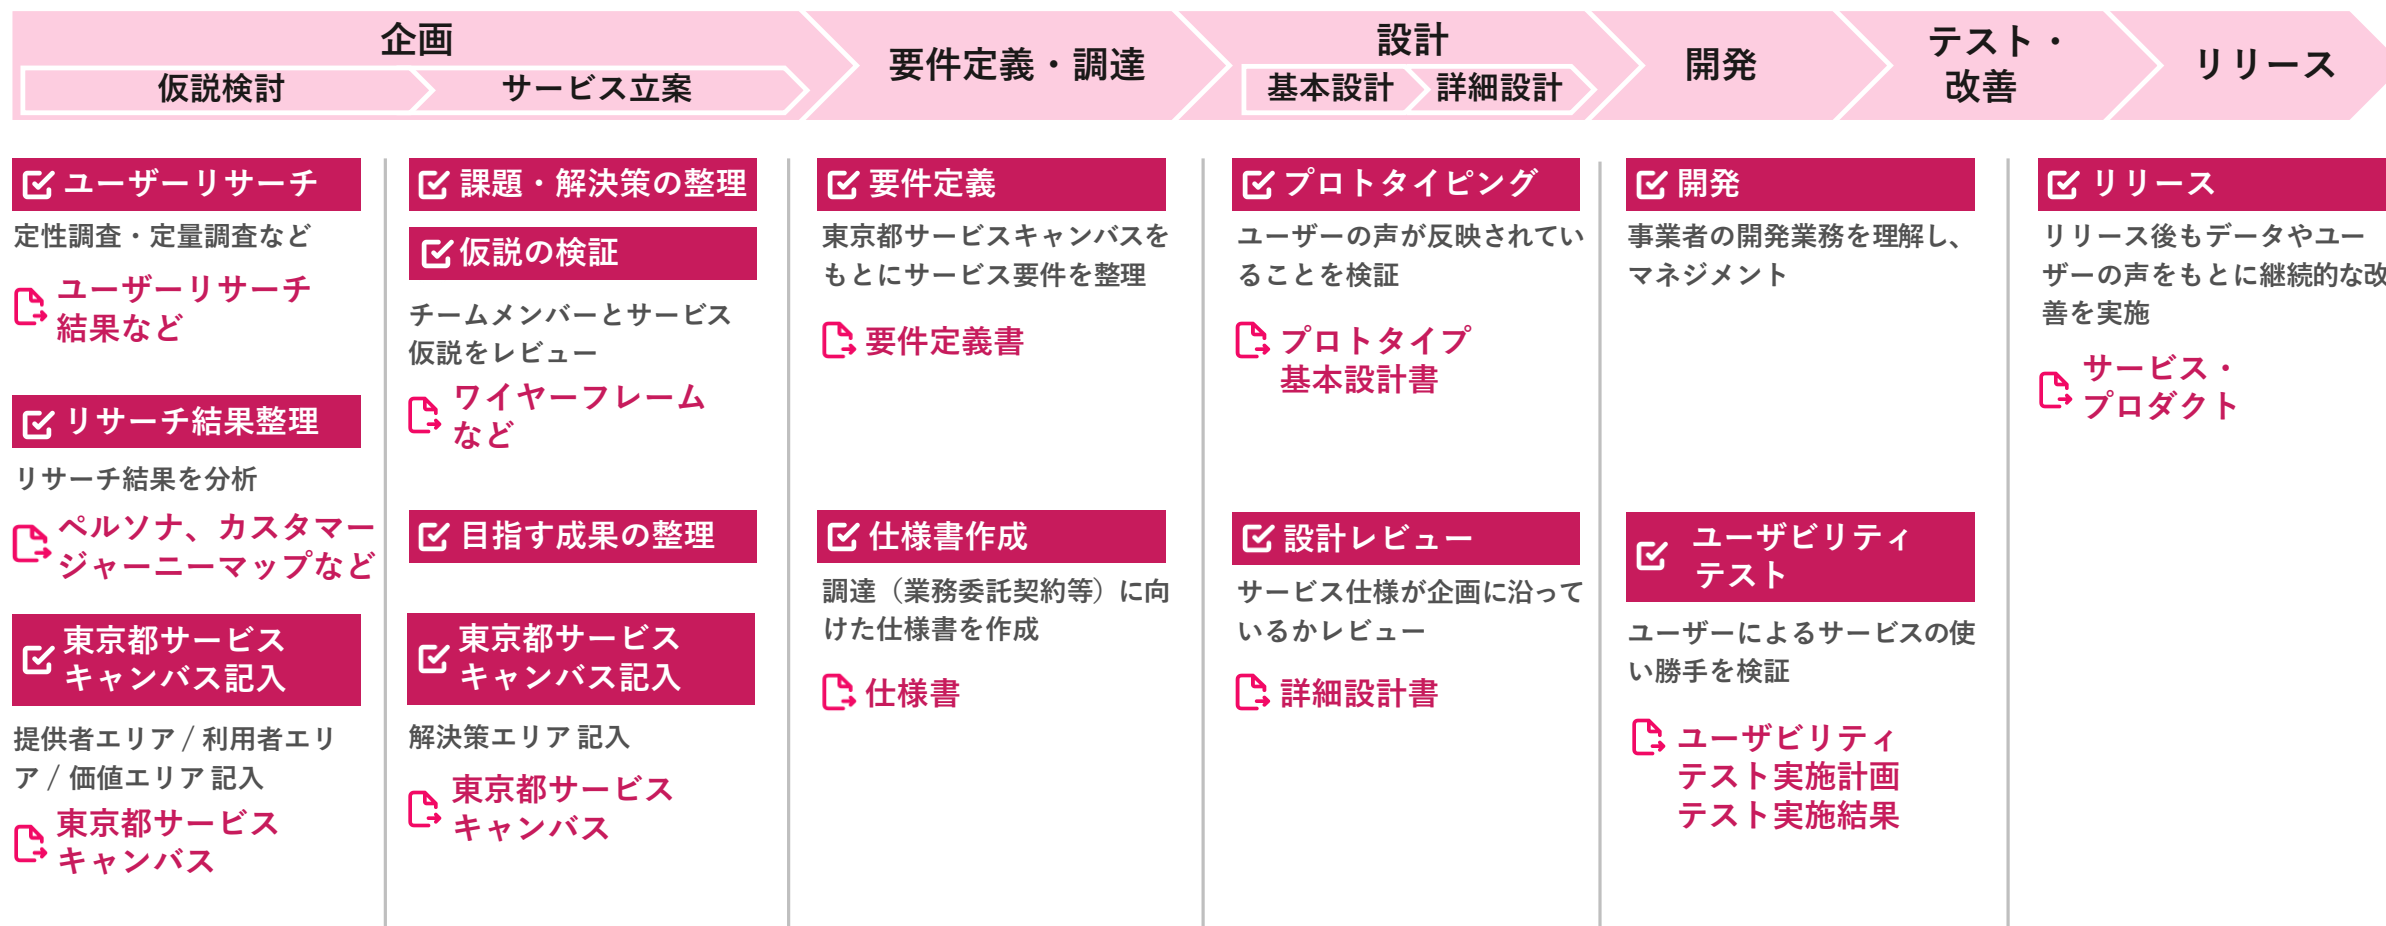 企画
仮説検討
サービス立案
要件定義・調達
設計
基本設計
詳細設計
開発
テスト・
改善
リリース
ユーザーリサーチ
定性調査・定量調査など
ユーザーリサーチ
結果など
リサーチ結果整理
リサーチ結果を分析
ペルソナ、カスタマー
ジャーニーマップなど
東京都サービス
キャンバス記入
提供者エリア / 利用者エリ
ア / 価値エリア 記入
東京都サービス
キャンバス
課題・解決策の整理
仮説の検証
チームメンバーとサービス
仮説をレビュー
ワイヤーフレーム
など
目指す成果の整理
東京都サービス
キャンバス記入
解決策エリア 記入
東京都サービス
キャンバス
要件定義
東京都サービスキャンバスを
もとにサービス要件を整理
要件定義書
仕様書作成
調達（業務委託契約等）に向
けた仕様書を作成
仕様書
プロトタイピング
ユーザーの声が反映されてい
ることを検証
プロトタイプ
基本設計書
設計レビュー
サービス仕様が企画に沿って
いるかレビュー
詳細設計書
開発
事業者の開発業務を理解し、
マネジメント
ユーザビリティ
テスト
ユーザーによるサービスの使
い勝手を検証
ユーザビリティ
テスト実施計画
テスト実施結果
リリース
リリース後もデータやユー
ザーの声をもとに継続的な改
善を実施
サービス・
プロダクト